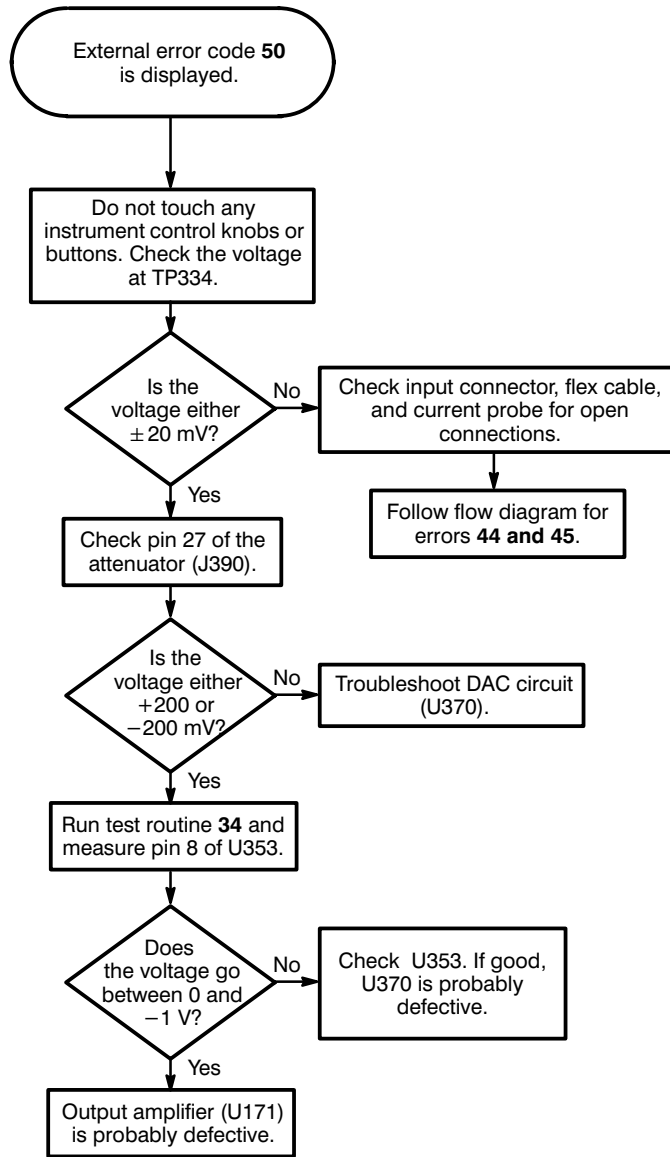 External error code 50
is displayed.
Do not touch any
instrument control knobs or
buttons. Check the voltage
at TP334.
Is the
voltage either
±20 mV?
No
Check input connector, flex cable,
and current probe for open
connections.
Yes
Follow flow diagram for
errors 44 and 45.
Check pin 27 of the
attenuator (J390).
Is the
voltage either
+200 or
−200 mV?
No
Troubleshoot DAC circuit
(U370).
Yes
Run test routine 34 and
measure pin 8 of U353.
Does
the voltage go
between 0 and
−1 V?
No
Check U353. If good,
U370 is probably
defective.
Yes
Output amplifier (U171)
is probably defective.